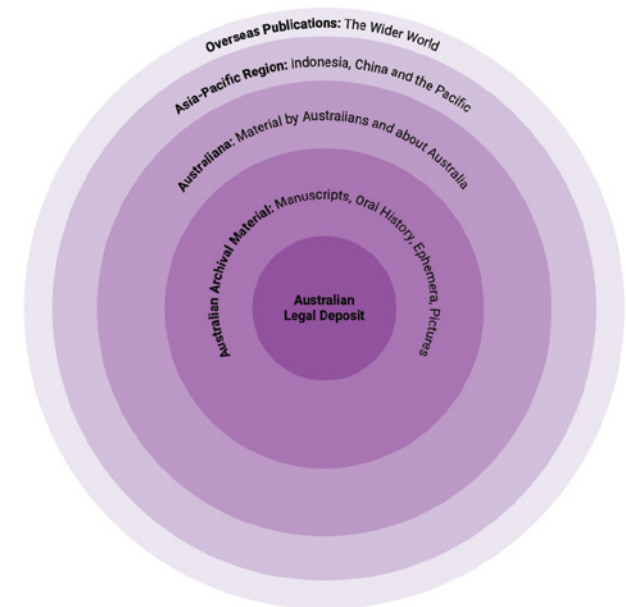 Overseas Publications: The Wider World
Asia-Pacific Region: Indonesia, China and the Pacific
Australiana: Material by Australians and about Australia
Australian Archival Material: Manuscripts, Oral History, Ephemera, Pictures
Australian
Legal Deposit